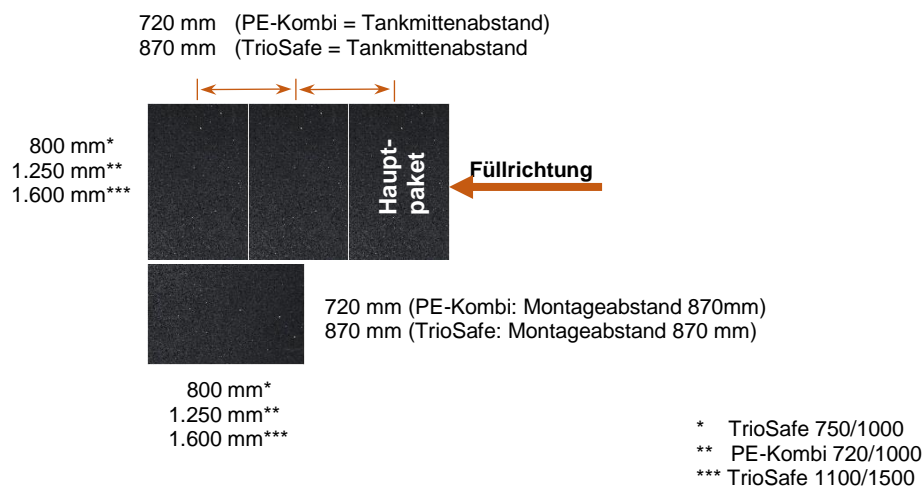 720 mm (PE-Kombi = Tankmittenabstand)
870 mm (TrioSafe = Tankmittenabstand
800 mm*
1.250 mm**
1.600 mm***
Haupt-
paket
Füllrichtung
720 mm (PE-Kombi: Montageabstand 870mm)
870 mm (TrioSafe: Montageabstand 870 mm)
800 mm*
1.250 mm**
1.600 mm***
* TrioSafe 750/1000
** PE-Kombi 720/1000
*** TrioSafe 1100/1500